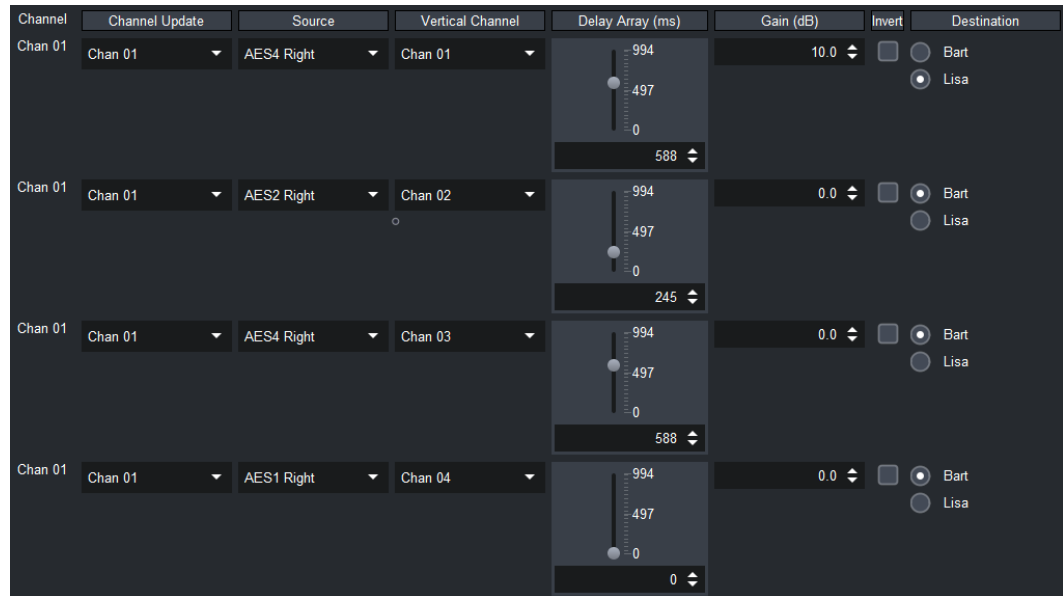 Channel Channel Update Source Vertical Channel Delay Array (ms) Gain (dB) Invert Destination
Chan 01 Chan 01 AES4 Right Chan 01 994 10.0 Bart
497 Lisa
0
588
Chan 01 Chan 01 AES2 Right Chan 02 994 0.0 Bart
497 Lisa
0
245
Chan 01 Chan 01 AES4 Right Chan 03 994 0.0 Bart
497 Lisa
0
588
Chan 01 Chan 01 AES1 Right Chan 04 994 0.0 Bart
497 Lisa
0
0